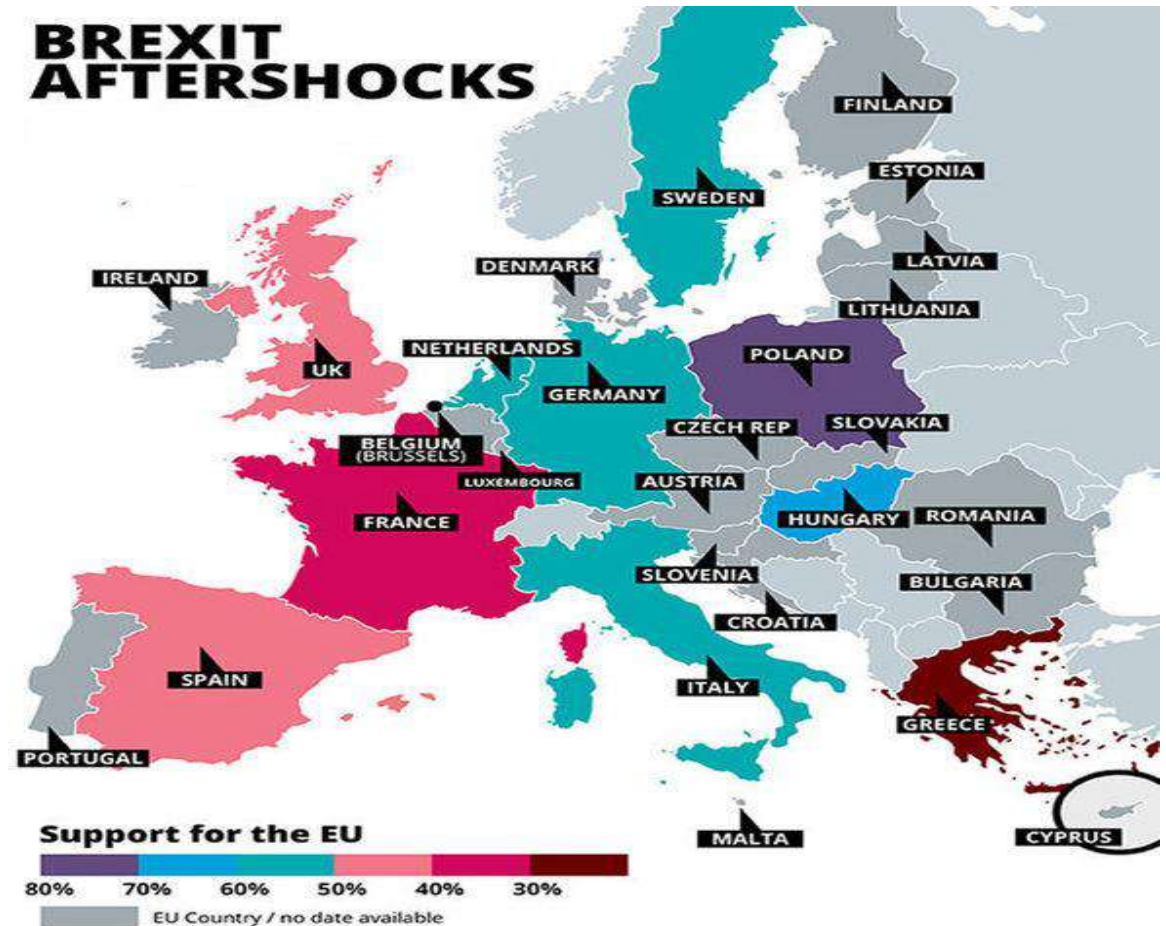 BREXIT
AFTERSHOCKS
FINLAND
ESTONIA
SWEDEN
LATVIA
DENMARK
IRELAND
LITHUANIA
NETHERLANDS
POLAND
UK
GERMANY
CZECH REP
SLOVAKIA
BELGIUM
(BRUSSELS)
LUXEMBOURG
AUSTRIA
FRANCE
HUNGARY
ROMANIA
SLOVENIA
BULGARIA
CROATIA
SPAIN
ITALY
GREECE
PORTUGAL
MALTA
CYPRUS
Support for the EU
80% 70% 60% 50% 40% 30%
EU Country / no date available